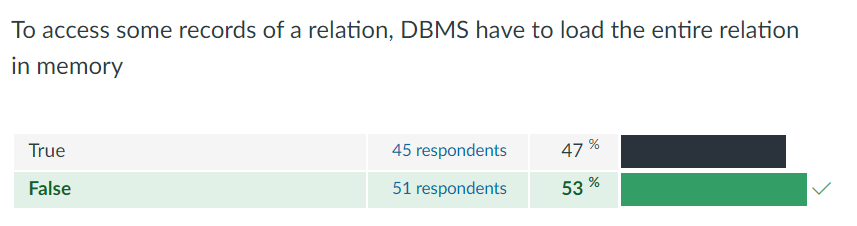 To access some records of a relation, DBMS have to load the entire relation
in memory
True 45 respondents 47 %
False 51 respondents 53 %